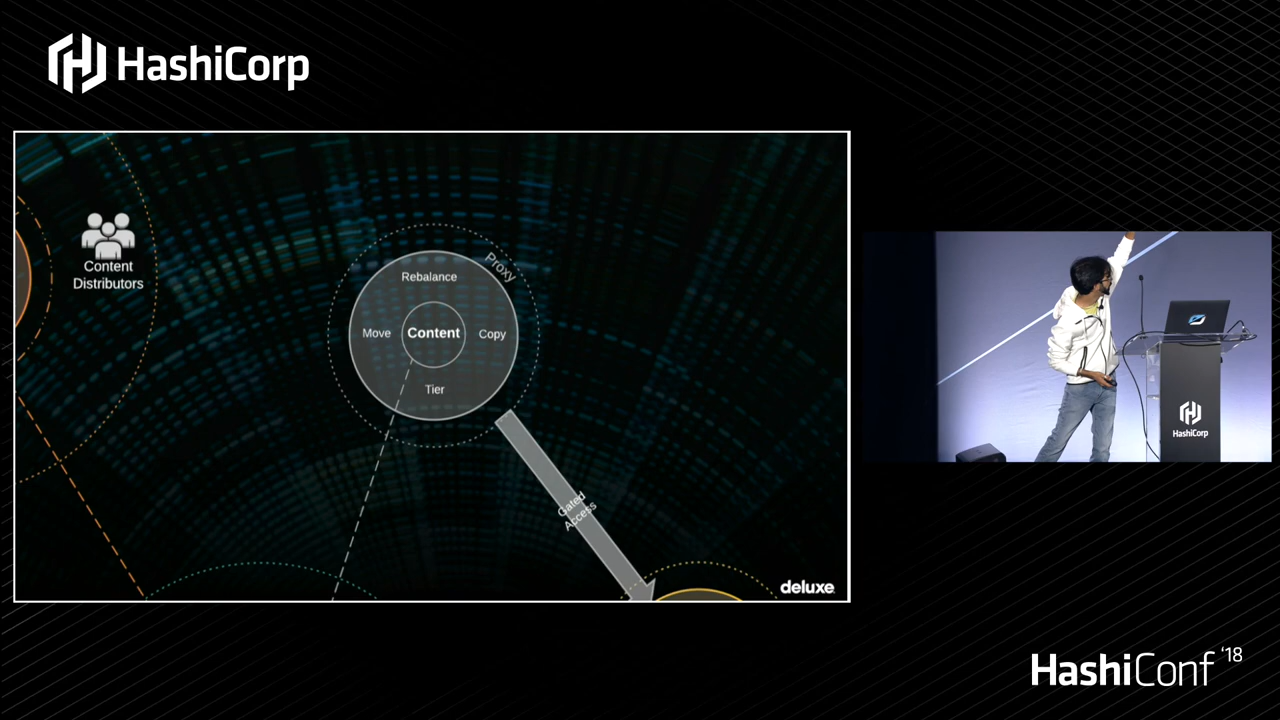 HashiCorp
Content
Distributors
Proxy
Rebalance
Move
Content
Copy
Tier
Gated
Access
deluxe
HashiCorp
HashiConf '18